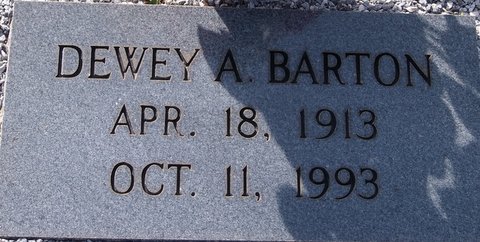 DEWEY A. BARTON
APR. 18, 1913
OCT. 11, 1993